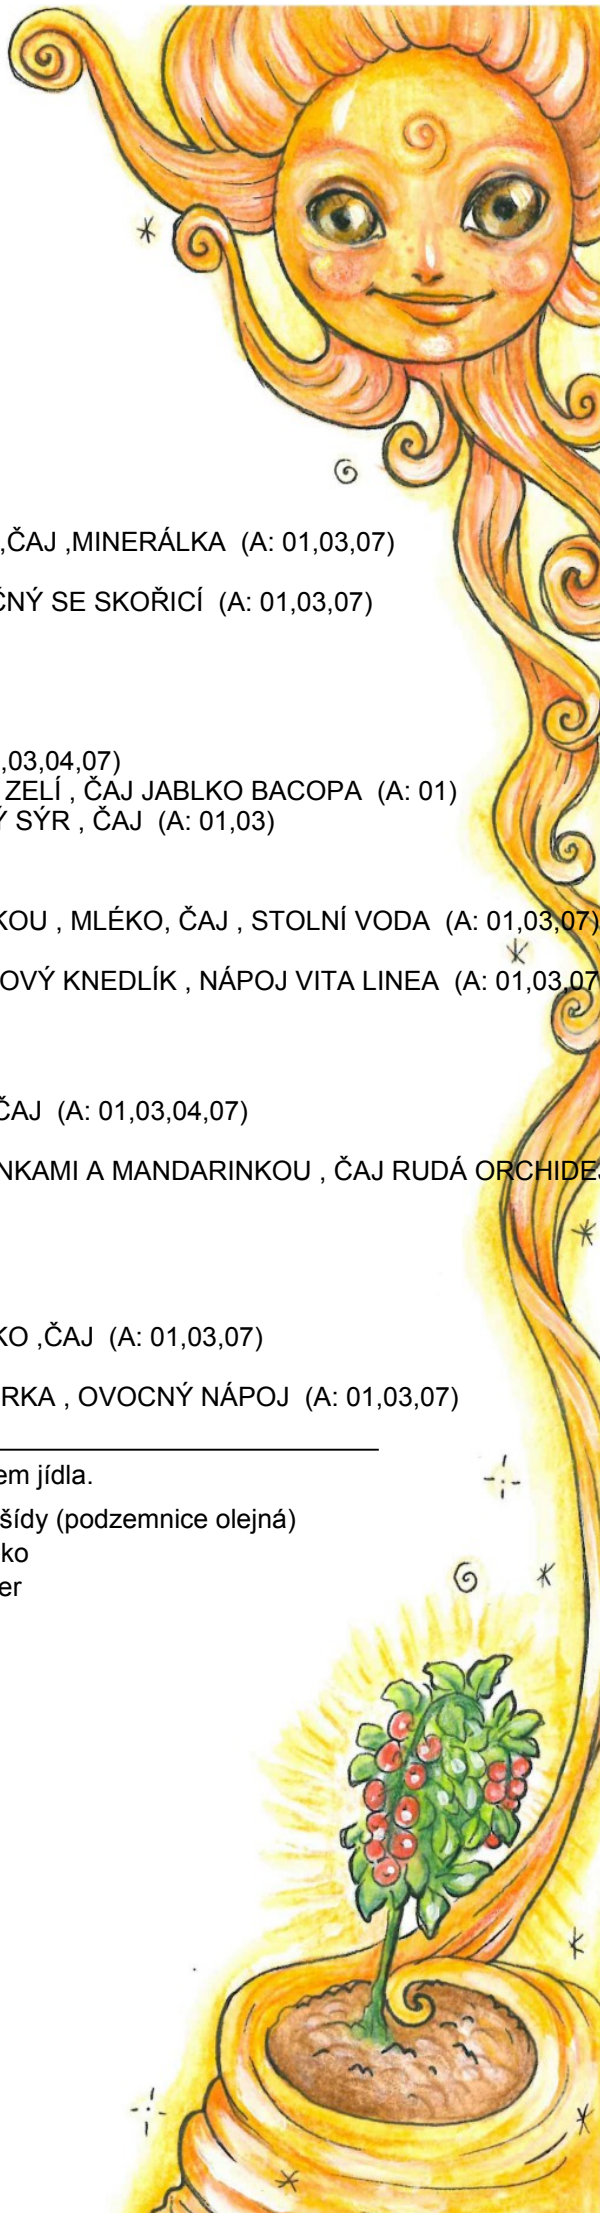 ,ČAJ ,MINERÁLKA (A: 01,03,07)
ČNÝ SE SKOŘICÍ (A: 01,03,07)
,03,04,07)
ZELÍ , ČAJ JABLKO BACOPA (A: 01)
Ý SÝR , ČAJ (A: 01,03)
KOU , MLÉKO, ČAJ , STOLNÍ VODA (A: 01,03,07)
OVÝ KNEDLÍK , NÁPOJ VITA LINEA (A: 01,03,07
ČAJ (A: 01,03,04,07)
NKAMI A MANDARINKOU , ČAJ RUDÁ ORCHIDEJ
KO ,ČAJ (A: 01,03,07)
RKA , OVOCNÝ NÁPOJ (A: 01,03,07)
em jídla.
šídy (podzemnice olejná)
ko
er